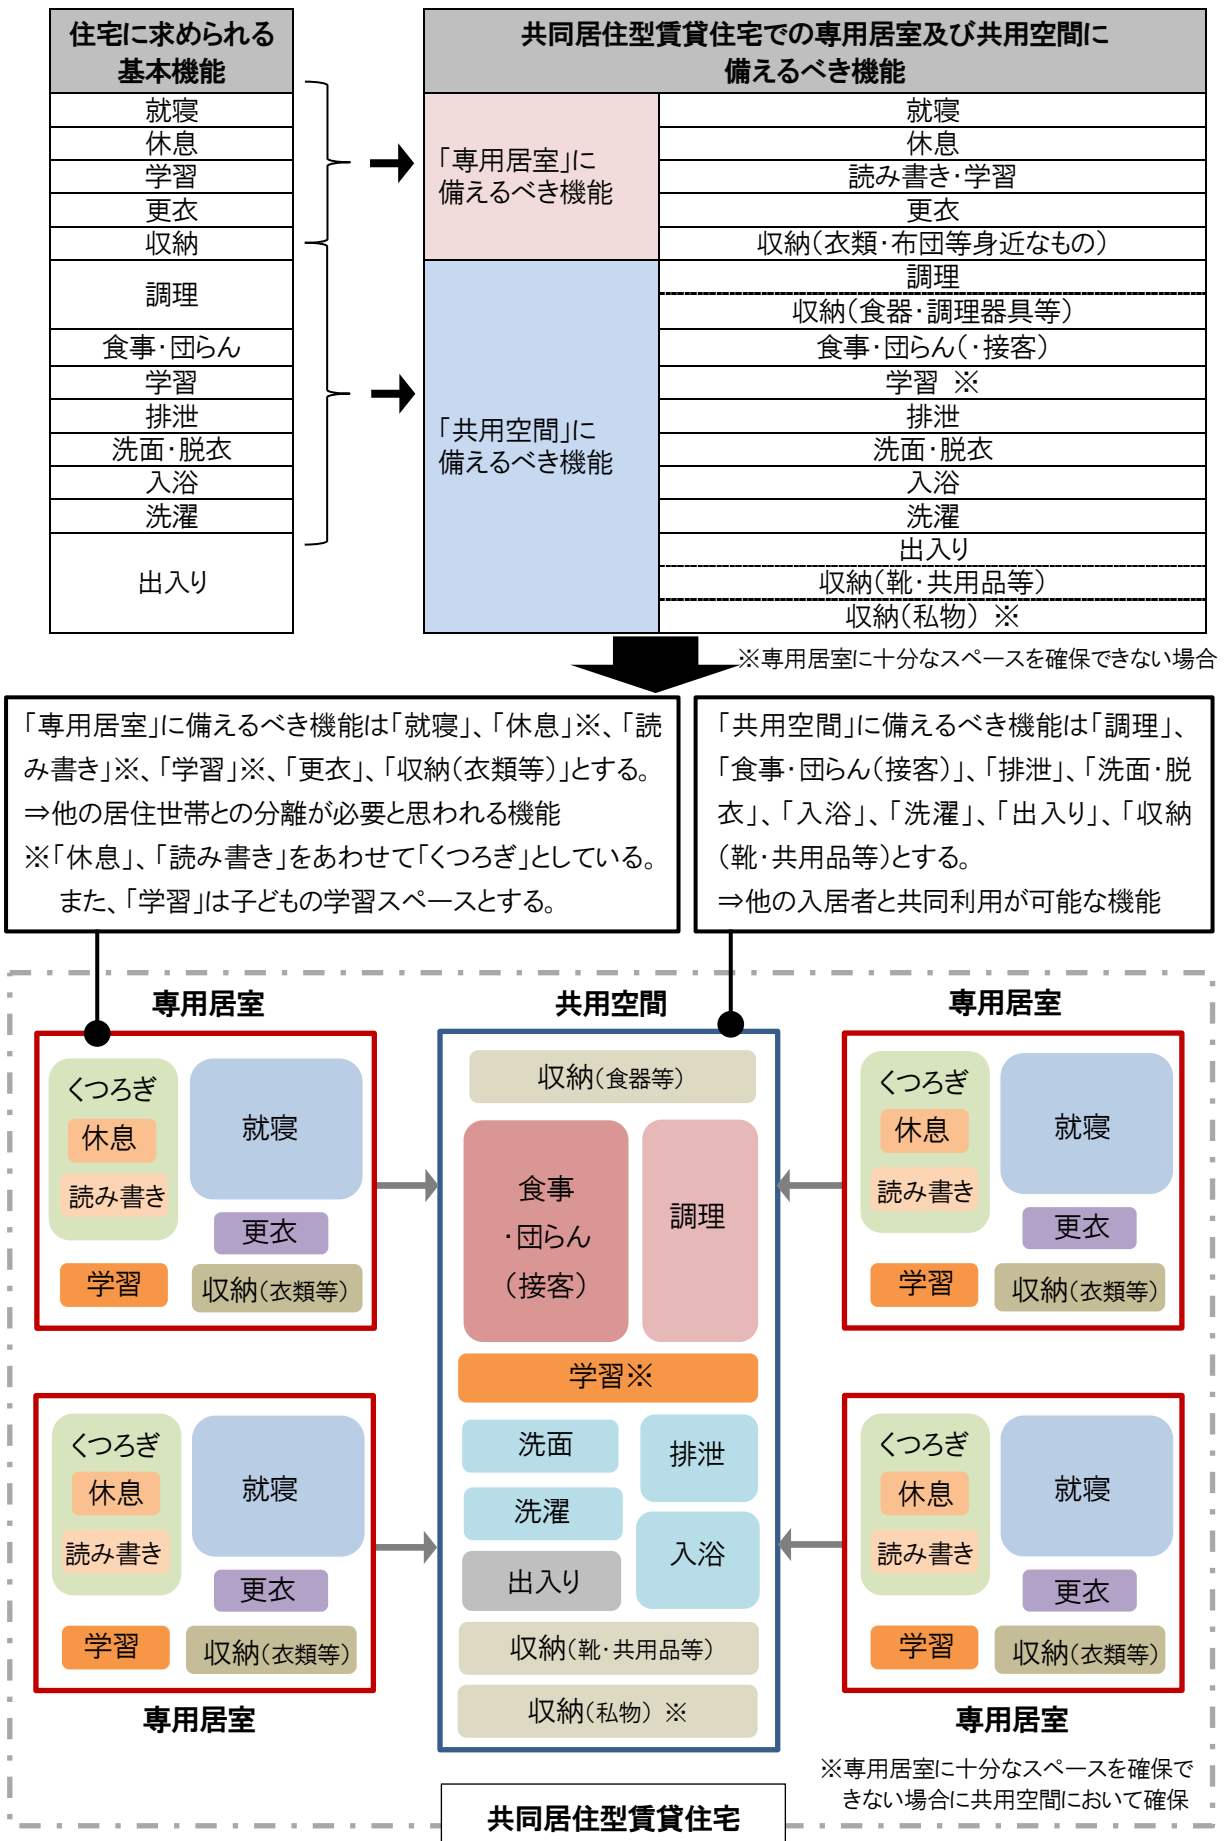 住宅に求められる
基本機能
就寝
休息
学習
更衣
収納
調理
食事・団らん
学習
排泄
洗面・脱衣
入浴
洗濯
出入り
共同居住型賃貸住宅での専用居室及び共用空間に
備えるべき機能
「専用居室」に
備えるべき機能
就寝
休息
読み書き・学習
更衣
収納(衣類・布団等身近なもの)
「共用空間」に
備えるべき機能
調理
収納(食器・調理器具等)
食事・団らん(・接客)
学習 ※
排泄
洗面・脱衣
入浴
洗濯
出入り
収納(靴・共用品等)
収納(私物) ※
※専用居室に十分なスペースを確保できない場合
「専用居室」に備えるべき機能は「就寝」、「休息」※、「読
み書き」※、「学習」※、「更衣」、「収納(衣類等)」とする。
⇒他の居住世帯との分離が必要と思われる機能
※「休息」、「読み書き」をあわせて「くつろぎ」としている。
また、「学習」は子どもの学習スペースとする。
「共用空間」に備えるべき機能は「調理」、
「食事・団らん(接客)」、「排泄」、「洗面・脱
衣」、「入浴」、「洗濯」、「出入り」、「収納
(靴・共用品等)とする。
⇒他の入居者と共同利用が可能な機能
専用居室
くつろぎ
休息
読み書き
就寝
更衣
学習
収納(衣類等)
共用空間
収納(食器等)
食事
・団らん
(接客)
調理
学習※
洗面
排泄
洗濯
入浴
出入り
収納(靴・共用品等)
収納(私物) ※
専用居室
くつろぎ
休息
読み書き
就寝
更衣
学習
収納(衣類等)
くつろぎ
休息
読み書き
就寝
更衣
学習
収納(衣類等)
専用居室
くつろぎ
休息
読み書き
就寝
更衣
学習
収納(衣類等)
専用居室
※専用居室に十分なスペースを確保で
きない場合に共用空間において確保
共同居住型賃貸住宅